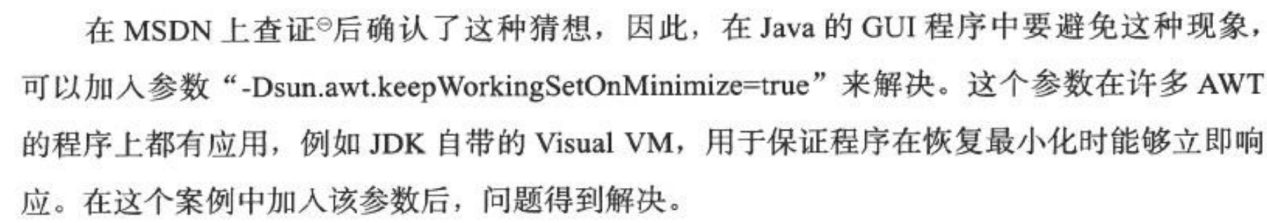 在 MSDN 上查证⊖后确认了这种猜想，因此，在 Java 的 GUI 程序中要避免这种现象，
可以加入参数“-Dsun.awt.keepWorkingSetOnMinimize=true”来解决。这个参数在许多 AWT
的程序上都有应用，例如 JDK 自带的 Visual VM，用于保证程序在恢复最小化时能够立即响
应。在这个案例中加入该参数后，问题得到解决。